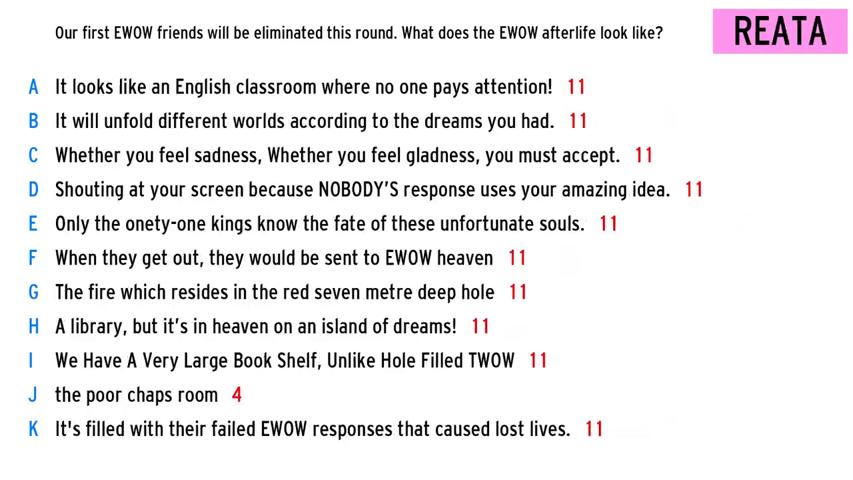 Our first EWOW friends will be eliminated this round. What does the EWOW afterlife look like?
REATA
A It looks like an English classroom where no one pays attention! 11
B It will unfold different worlds according to the dreams you had. 11
C Whether you feel sadness, Whether you feel gladness, you must accept. 11
D Shouting at your screen because NOBODY'S response uses your amazing idea. 11
E Only the onety-one kings know the fate of these unfortunate souls. 11
F When they get out, they would be sent to EWOW heaven 11
G The fire which resides in the red seven metre deep hole 11
H A library, but it's in heaven on an island of dreams! 11
I We Have A Very Large Book Shelf, Unlike Hole Filled TWOW 11
J the poor chaps room 4
K It's filled with their failed EWOW responses that caused lost lives. 11